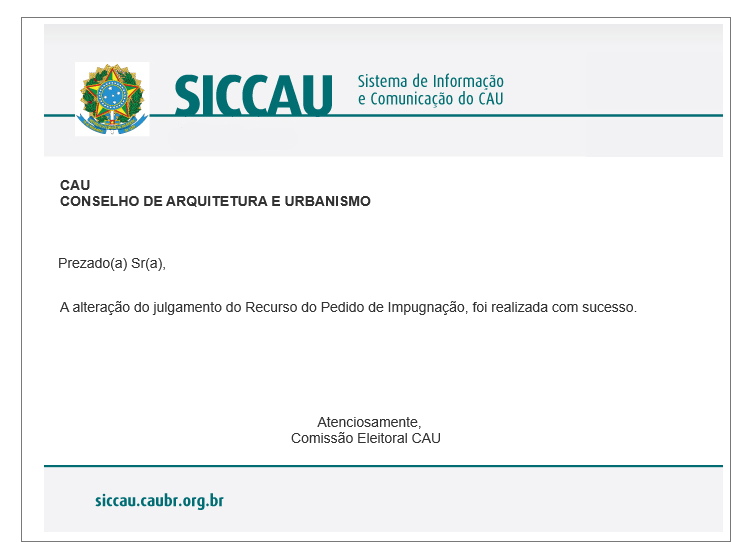 SICCAU
Sistema de Informação
e Comunicação do CAU
CAU
CONSELHO DE ARQUITETURA E URBANISMO
Prezado(a) Sr(a),
A alteração do julgamento do Recurso do Pedido de Impugnação, foi realizada com sucesso.
Atenciosamente,
Comissão Eleitoral CAU
siccau.caubr.org.br